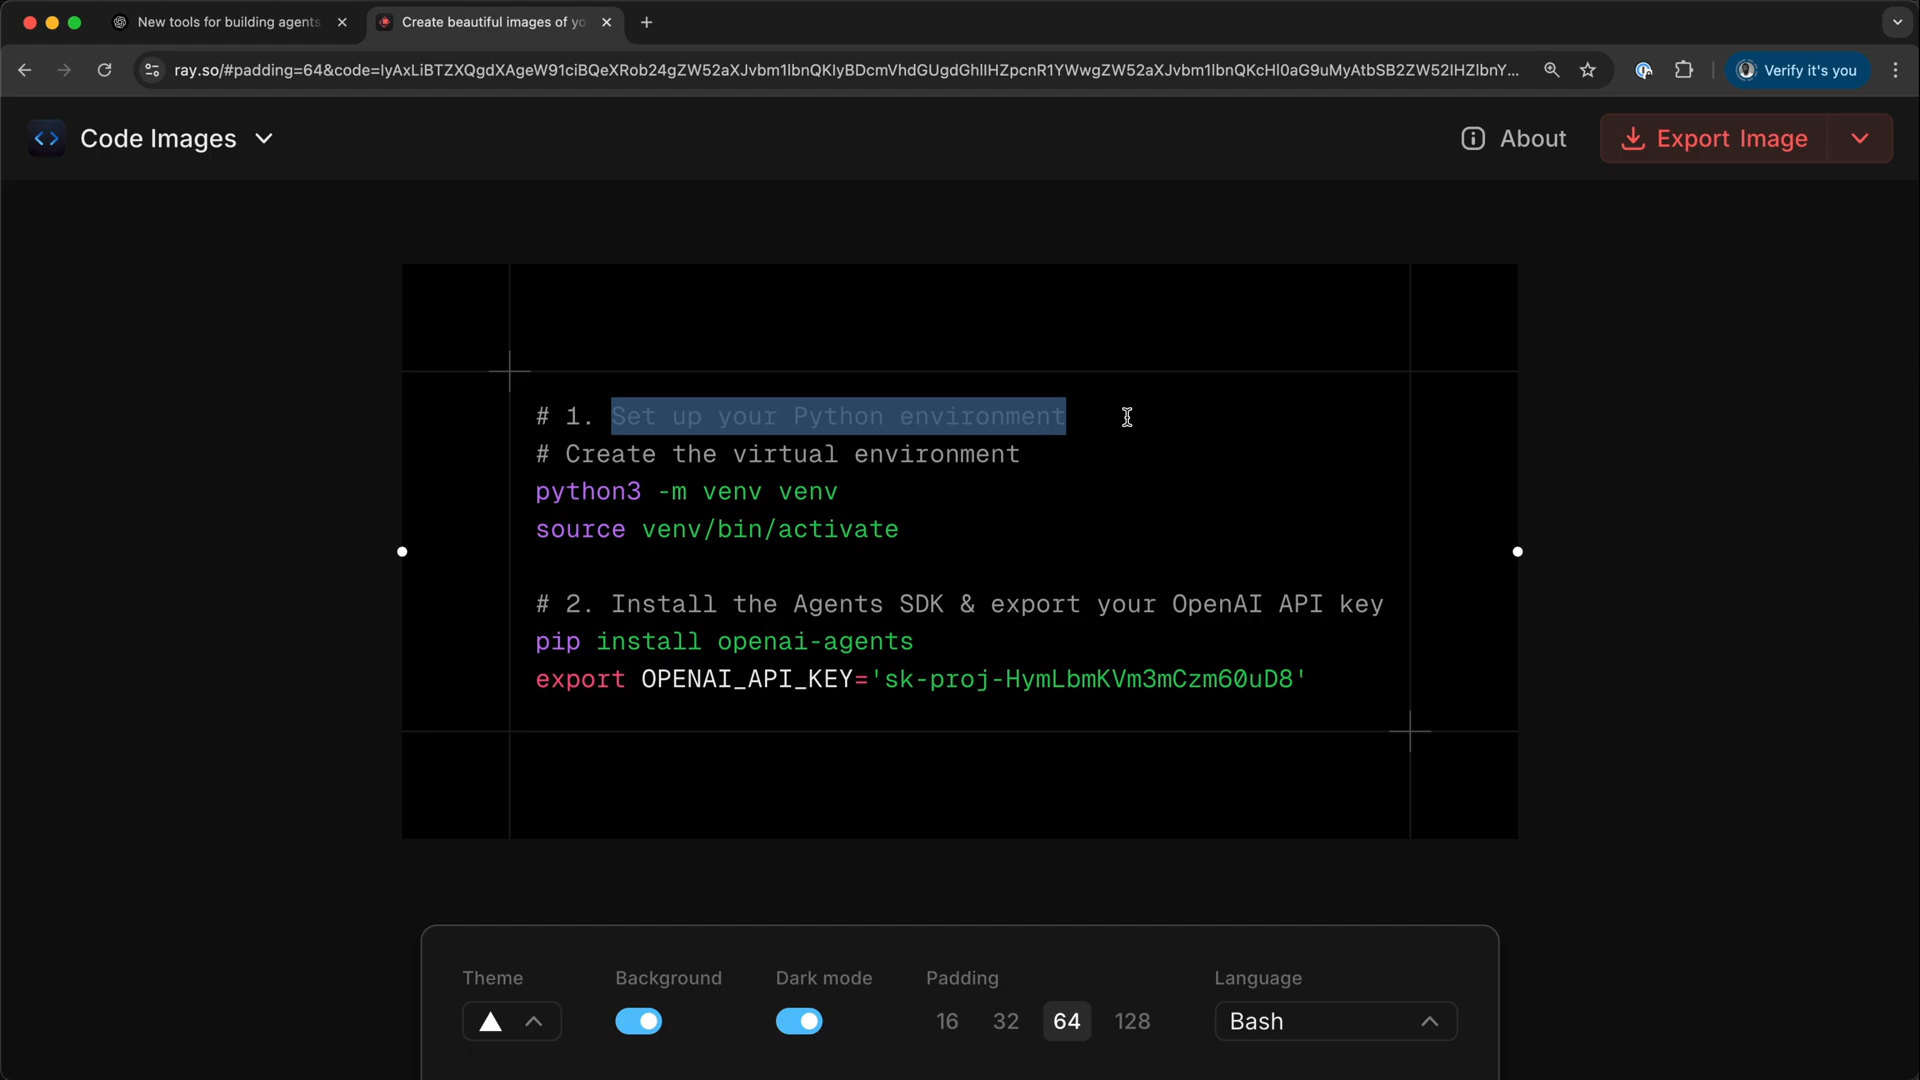 New tools for building agents
Create beautiful images of yo
ray.so/#padding=64&code=IyAxLiBTZXQgdXAgeW91ciBQeXRob24gZW52aXJvbm1lbnQKIyBDcmVhdGUgdGhlIHZpcnR1YWwgZW52aXJvbm1lbnQKcHl0aG9uMyAtbSB2ZW52IHZlbnY...
Verify it's you
Code Images
About
Export Image
# 1. Set up your Python environment
# Create the virtual environment
python3 -m venv venv
source venv/bin/activate
# 2. Install the Agents SDK & export your OpenAI API key
pip install openai-agents
export OPENAI_API_KEY='sk-proj-HymLbmKVm3mCzm60uD8'
Theme
Background
Dark mode
Padding
Language
16 32 64 128
Bash